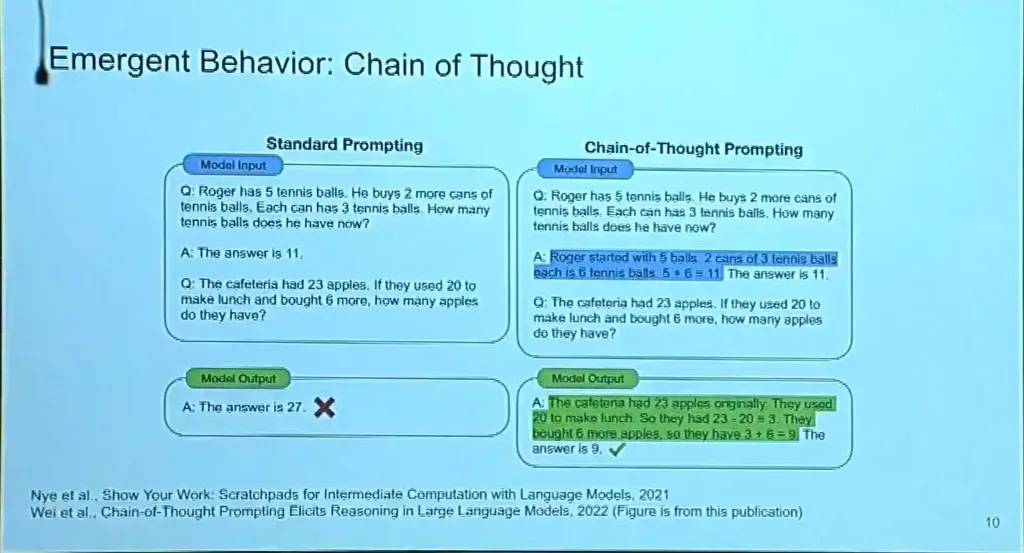 Emergent Behavior: Chain of Thought
Standard Prompting
Model Input
Q: Roger has 5 tennis balls. He buys 2 more cans of
tennis balls. Each can has 3 tennis balls. How many
tennis balls does he have now?
A: The answer is 11.
Q: The cafeteria had 23 apples. If they used 20 to
make lunch and bought 6 more, how many apples
do they have?
Model Output
A: The answer is 27.
Chain-of-Thought Prompting
Model Input
Q: Roger has 5 tennis balls. He buys 2 more cans of
tennis balls. Each can has 3 tennis balls. How many
tennis balls does he have now?
A: Roger started with 5 balls. 2 cans of 3 tennis balls
each is 6 tennis balls. 5 + 6 = 11. The answer is 11.
Q: The cafeteria had 23 apples. If they used 20 to
make lunch and bought 6 more, how many apples
do they have?
Model Output
A: The cafeteria had 23 apples originally. They used
20 to make lunch. So they had 23 - 20 = 3. They
bought 6 more apples, so they have 3 + 6 = 9. The
answer is 9.
Nye et al., Show Your Work: Scratchpads for Intermediate Computation with Language Models, 2021
Wei et al., Chain-of-Thought Prompting Elicits Reasoning in Large Language Models, 2022 (Figure is from this publication)
10